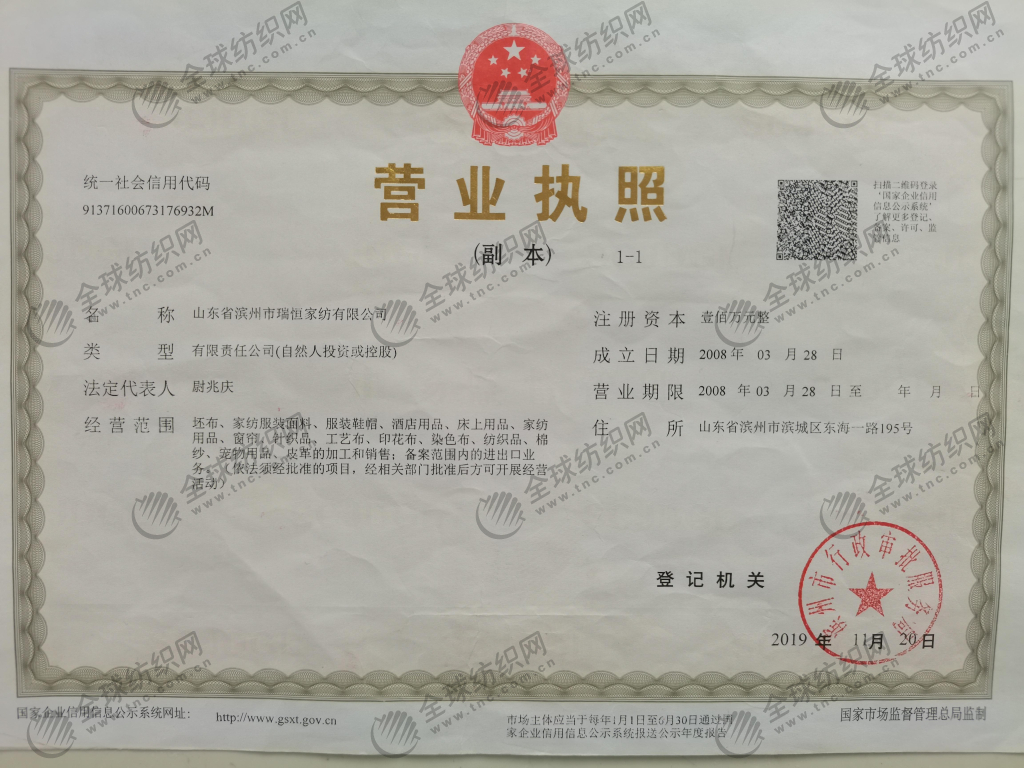 营业执照
(副 本) 1-1
统一社会信用代码
91371600673176932M
扫描二维码登录
'国家企业信用
信息公示系统'
了解更多登记、
备案、许可、监
管信息
名称 山东省滨州市瑞恒家纺有限公司
类型 有限责任公司(自然人投资或控股)
法定代表人 尉兆庆
经营范围 坯布、家纺服装面料、服装鞋帽、酒店用品、床上用品、家纺
用品、窗帘、针织品、工艺布、印花布、染色布、纺织品、棉
纱、宠物用品、皮革的加工和销售；备案范围内的进出口业
务。（依法须经批准的项目，经相关部门批准后方可开展经营
活动）
注册资本 壹佰万元整
成立日期 2008年 03月28日
营业期限 2008年03月28日至 年 月 日
住所 山东省滨州市滨城区东海一路195号
登记机关
滨州市行政审批服务局
2019年 11月 20日
国家企业信用信息公示系统网址: http://www.gsxt.gov.cn
市场主体应当于每年1月1日至6月30日通过国
家企业信用信息公示系统报送公示年度报告
国家市场监督管理总局监制
全球纺织网
www.tnc.com.cn